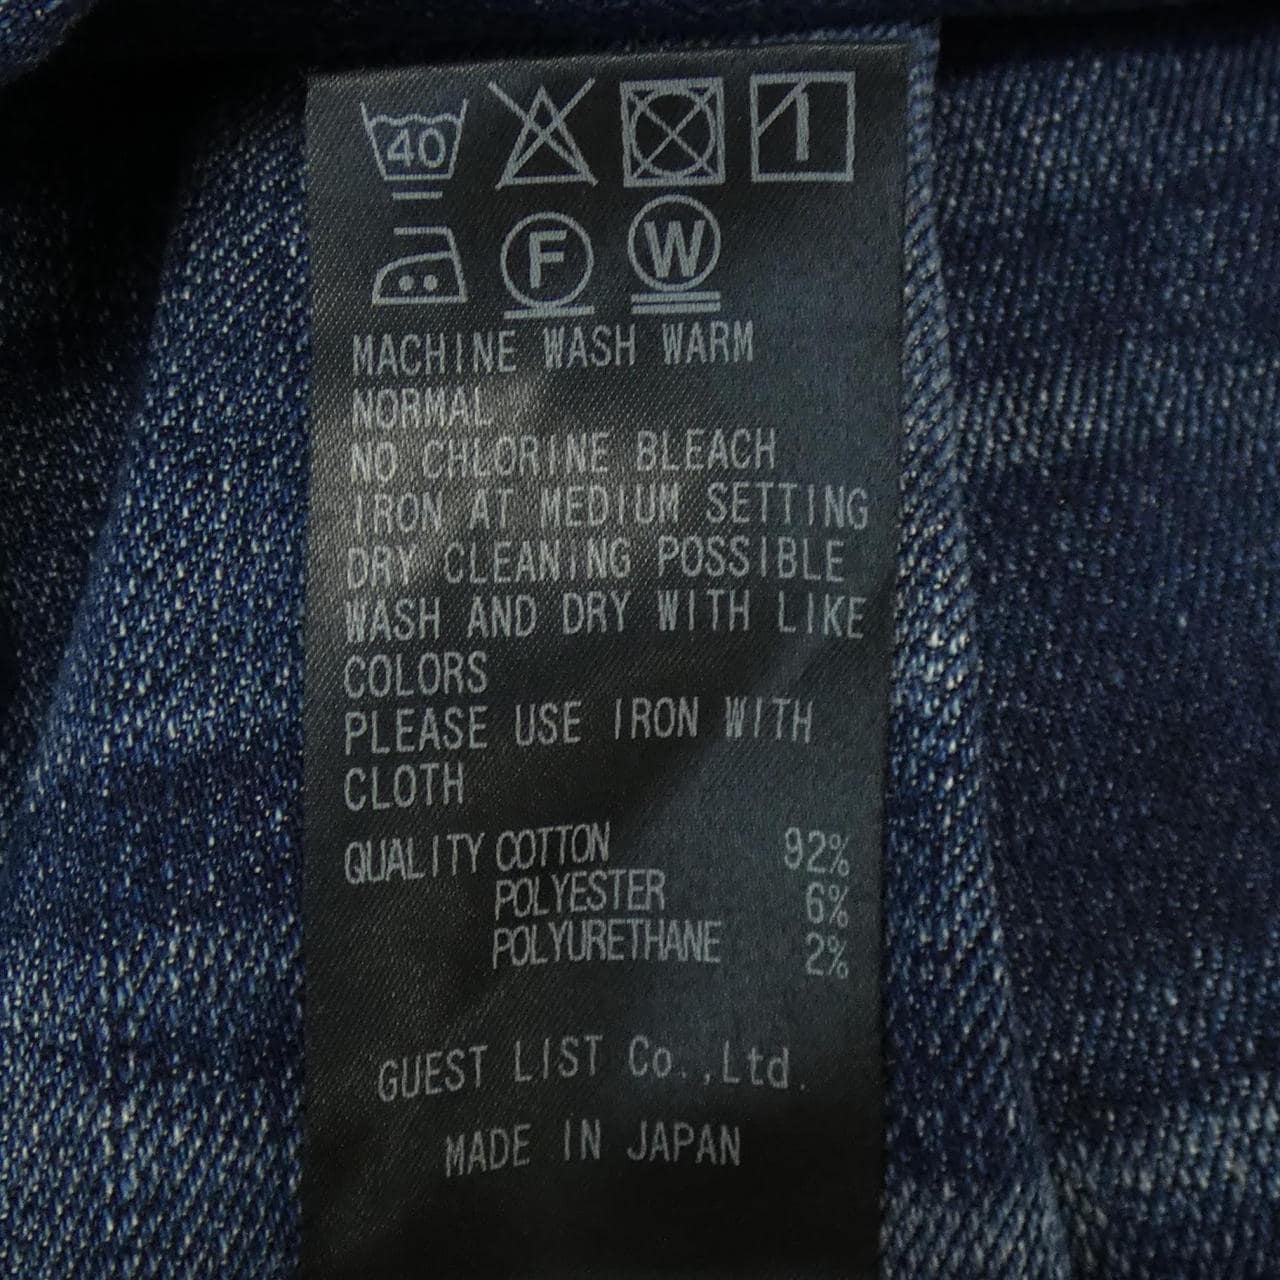 40
F W
MACHINE WASH WARM
NORMAL
NO CHLORINE BLEACH
IRON AT MEDIUM SETTING
DRY CLEANING POSSIBLE
WASH AND DRY WITH LIKE
COLORS
PLEASE USE IRON WITH
CLOTH
QUALITY COTTON 92%
POLYESTER 6%
POLYURETHANE 2%
GUEST LIST Co.,Ltd.
MADE IN JAPAN